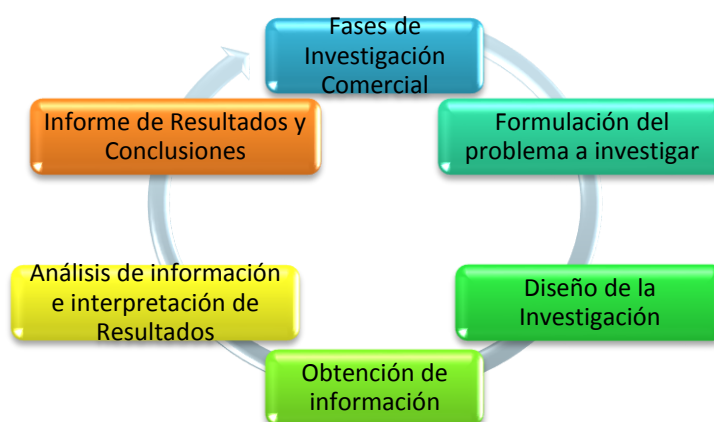 Fases de
Investigación
Comercial
Formulación del
problema a investigar
Diseño de la
Investigación
Obtención de
información
Análisis de información
e interpretación de
Resultados
Informe de Resultados y
Conclusiones